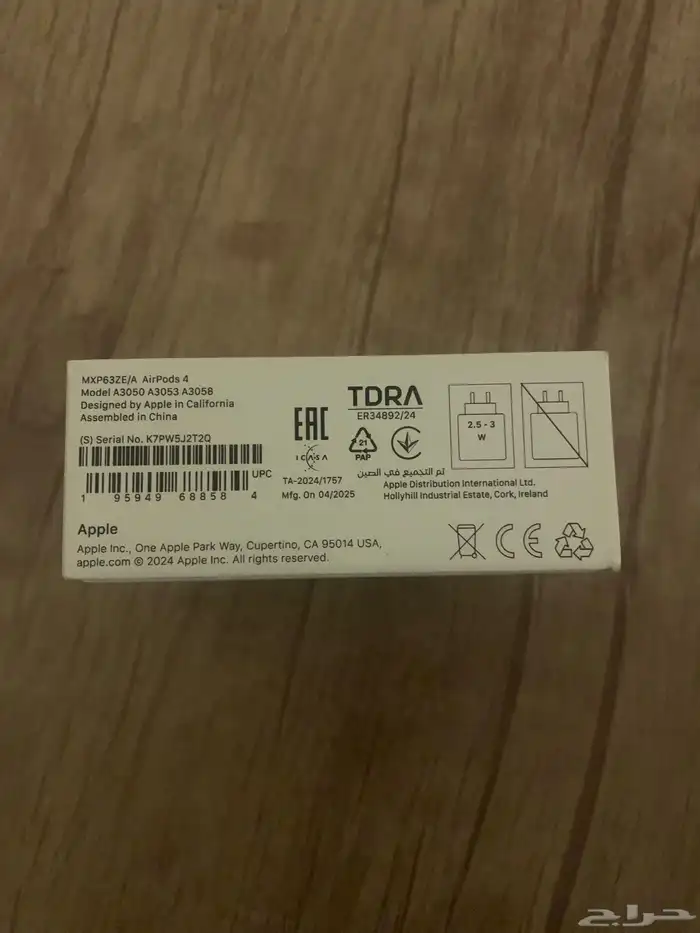 MXP63ZE/A AirPods 4
Model A3050 A3053 A3058
Designed by Apple in California
Assembled in China
(S) Serial No. K7PW5J2T2Q
UPC
1 95949 68858 4
EAC
ICASA
TA-2024/1757
Mfg. On 04/2025
TDRA
ER34892/24
21
PAP
تم التجميع في الصين
Apple Distribution International Ltd.
Hollyhill Industrial Estate, Cork, Ireland
2.5 - 3
W
CE
Apple
Apple Inc., One Apple Park Way, Cupertino, CA 95014 USA,
apple.com © 2024 Apple Inc. All rights reserved.
حراج